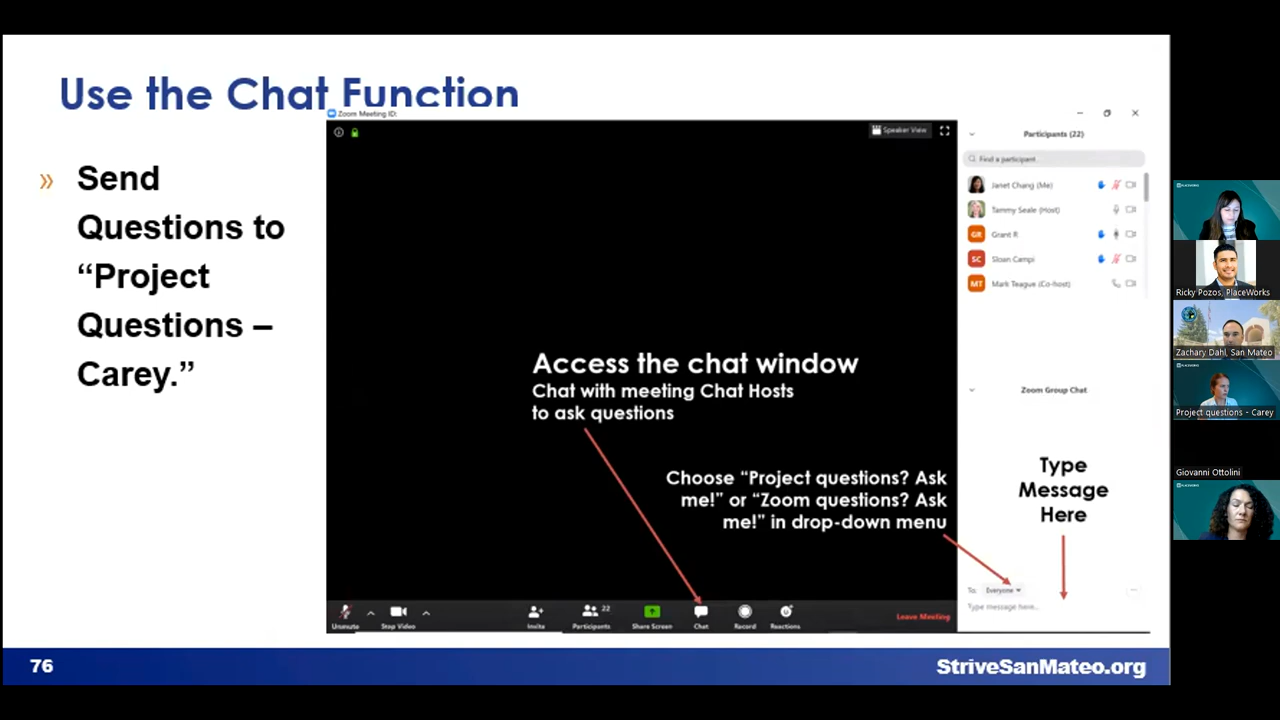 Use the Chat Function
»
Send
Questions to
“Project
Questions –
Carey.”
Zoom Meeting ID:
Speaker View
Participants (22)
Find a participant
Janet Chang (Me)
Tammy Seale (Host)
GR Grant R
SC Sloan Campi
MT Mark Teague (Co-host)
Access the chat window
Chat with meeting Chat Hosts
to ask questions
Choose “Project questions? Ask
me!” or “Zoom questions? Ask
me!” in drop-down menu
Zoom Group Chat
Type
Message
Here
To: Everyone
Type message here...
Unmute
Stop Video
Invite
22
Participants
Share Screen
Chat
Record
Reactions
Leave Meeting
76
StriveSanMateo.org
PLACEWORKS
Ricky Pozos, PlaceWorks
Zachary Dahl, San Mateo
PLACEWORKS
Project questions - Carey
Giovanni Ottolini
PLACEWORKS